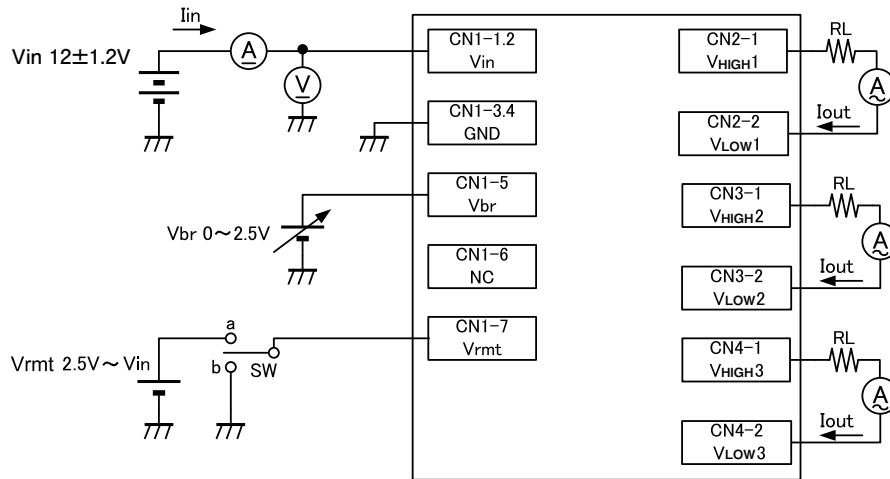 Iin
Vin 12±1.2V
A
V
CN1-1.2
Vin
CN1-3.4
GND
Vbr 0～2.5V
CN1-5
Vbr
CN1-6
NC
Vrmt 2.5V～Vin
a
b
SW
CN1-7
Vrmt
CN2-1
VHIGH1
RL
A
Iout
CN2-2
VLOW1
CN3-1
VHIGH2
RL
A
Iout
CN3-2
VLOW2
CN4-1
VHIGH3
RL
A
Iout
CN4-2
VLOW3